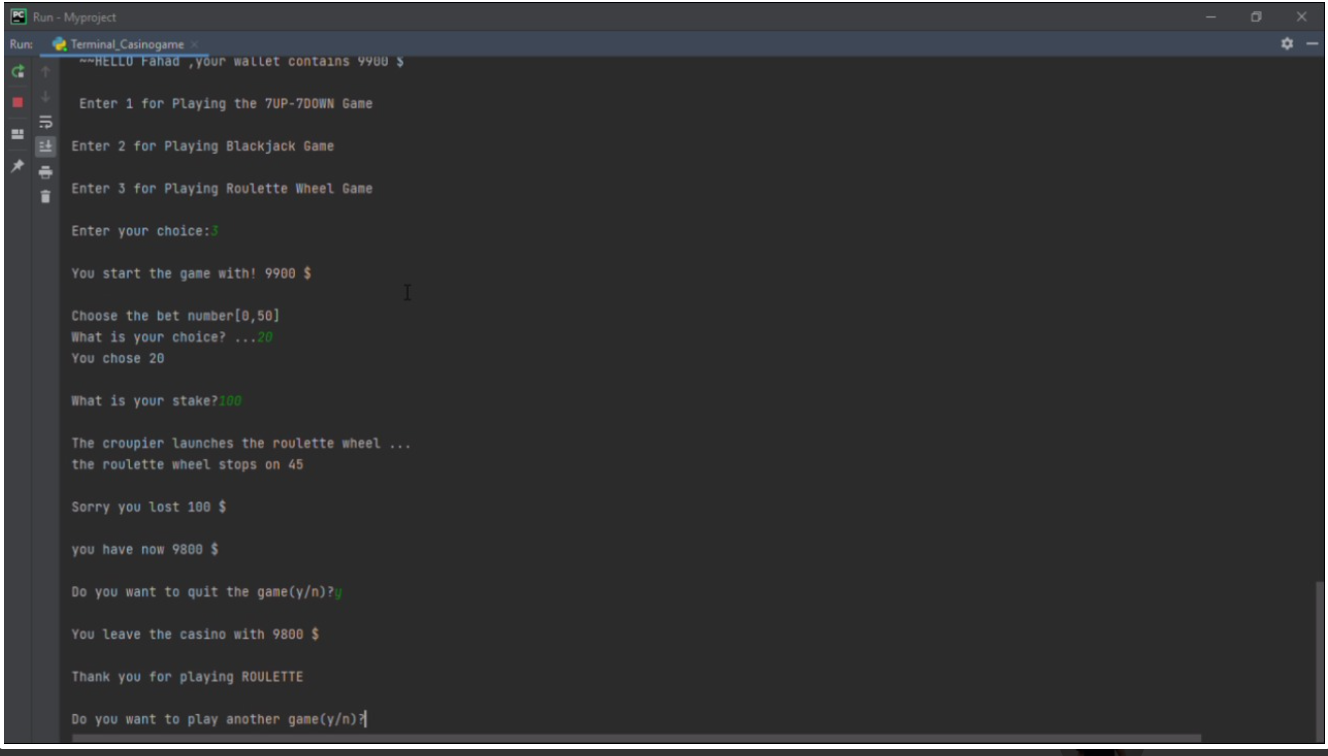 Run - Myproject
Run: Terminal_Casinogame
~~HELLO Fahad ,your wallet contains 9900 $
Enter 1 for Playing the 7UP-7DOWN Game
Enter 2 for Playing Blackjack Game
Enter 3 for Playing Roulette Wheel Game
Enter your choice:3
You start the game with! 9900 $
Choose the bet number[0,50]
What is your choice? ...20
You chose 20
What is your stake?100
The croupier launches the roulette wheel ...
the roulette wheel stops on 45
Sorry you lost 100 $
you have now 9800 $
Do you want to quit the game(y/n)?y
You leave the casino with 9800 $
Thank you for playing ROULETTE
Do you want to play another game(y/n)?